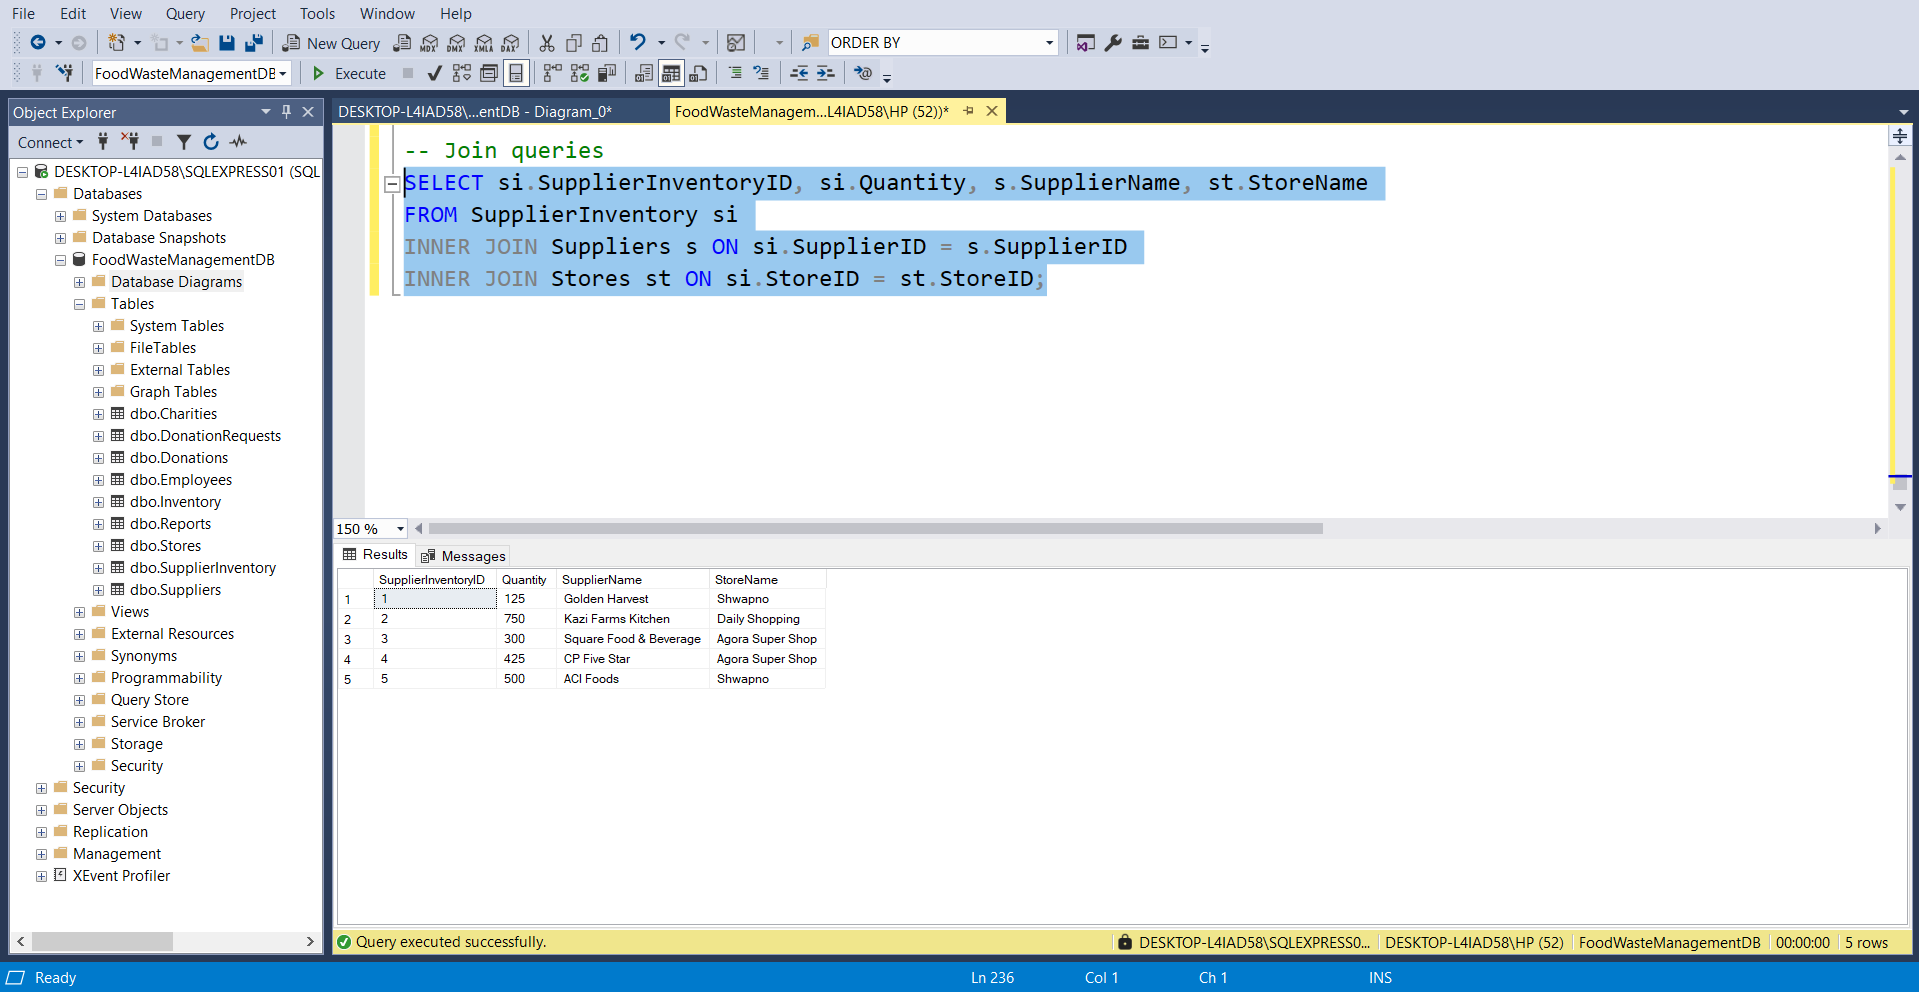 File Edit View Query Project Tools Window Help
New Query MDX DMX XMLA DAX ORDER BY
FoodWasteManagementDB Execute
Object Explorer
Connect
DESKTOP-L4IAD58\SQLEXPRESS01 (SQL
Databases
System Databases
Database Snapshots
FoodWasteManagementDB
Database Diagrams
Tables
System Tables
FileTables
External Tables
Graph Tables
dbo.Charities
dbo.DonationRequests
dbo.Donations
dbo.Employees
dbo.Inventory
dbo.Reports
dbo.Stores
dbo.SupplierInventory
dbo.Suppliers
Views
External Resources
Synonyms
Programmability
Query Store
Service Broker
Storage
Security
Security
Server Objects
Replication
Management
XEvent Profiler
DESKTOP-L4IAD58\...entDB - Diagram_0* FoodWasteManagem...L4IAD58\HP (52))*
-- Join queries
SELECT si.SupplierInventoryID, si.Quantity, s.SupplierName, st.StoreName
FROM SupplierInventory si
INNER JOIN Suppliers s ON si.SupplierID = s.SupplierID
INNER JOIN Stores st ON si.StoreID = st.StoreID;
150 %
Results Messages
SupplierInventoryID Quantity SupplierName StoreName
1 1 125 Golden Harvest Shwapno
2 2 750 Kazi Farms Kitchen Daily Shopping
3 3 300 Square Food & Beverage Agora Super Shop
4 4 425 CP Five Star Agora Super Shop
5 5 500 ACI Foods Shwapno
Query executed successfully. DESKTOP-L4IAD58\SQLEXPRESS0... DESKTOP-L4IAD58\HP (52) FoodWasteManagementDB 00:00:00 5 rows
Ready Ln 236 Col 1 Ch 1 INS